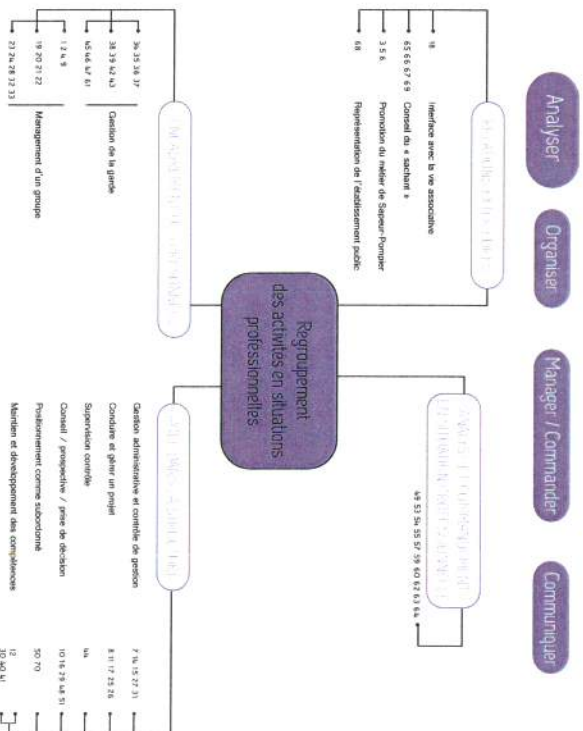 Analyser
Organiser
Manager / Commander
Communiquer
18
Interface avec la vie associative
65 66 67 69
Conseil du « sachant »
3 5 6
Promotion du métier de Sapeur-Pompier
68
Représentation de l'établissement public
49 53 54 55 57 59 60 62 63 64
Regroupement
des activités en situations
professionnelles
34 35 36 37
38 39 42 43
45 46 47 61
Gestion de la garde
1 2 4 9
19 20 21 22
23 24 28 32 33
Management d'un groupe
Gestion administrative et contrôle de gestion
7 14 15 27 31
Conduire et gérer un projet
8 11 17 25 26
Supervision contrôle
44
Conseil / prospective / prise de décision
10 16 29 48 51
Positionnement comme subordonné
50 70
Maintien et développement des compétences
12
30 40 41